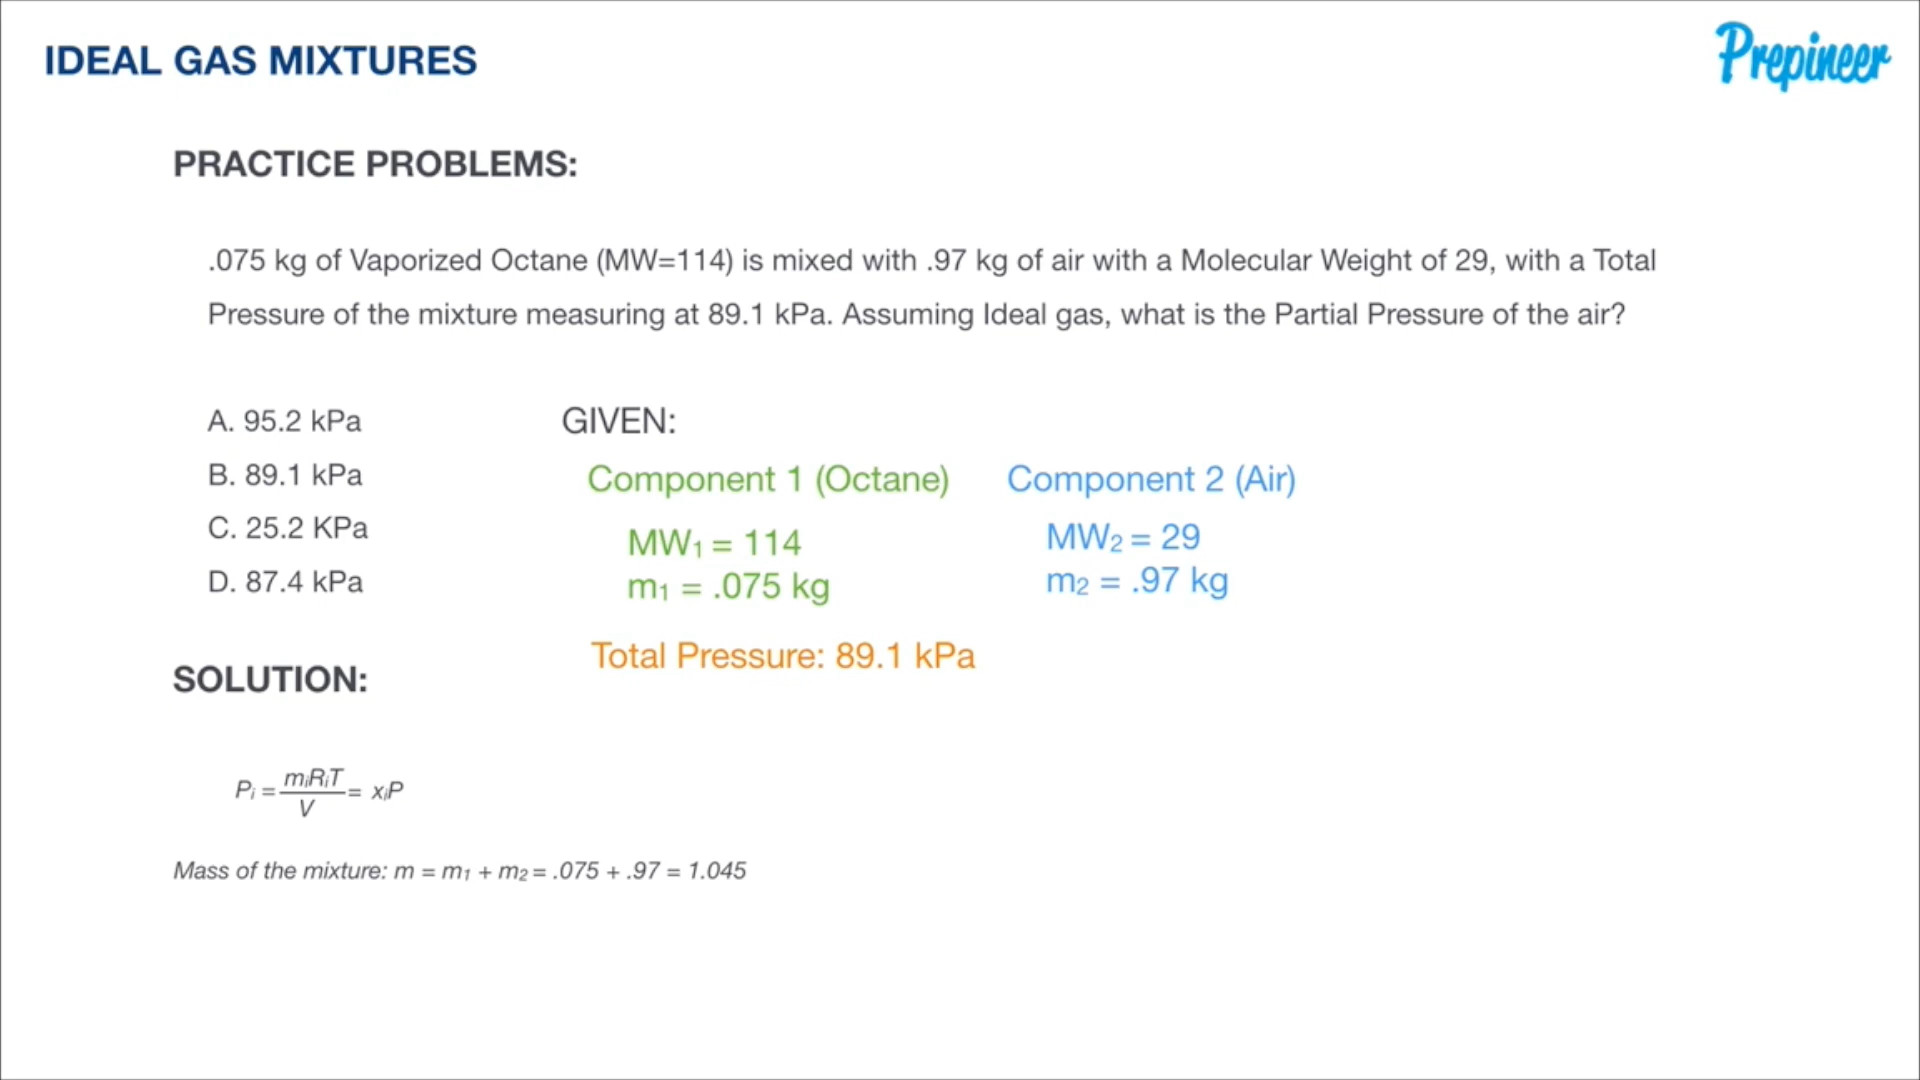 IDEAL GAS MIXTURES
Prepineer
PRACTICE PROBLEMS:
.075 kg of Vaporized Octane (MW=114) is mixed with .97 kg of air with a Molecular Weight of 29, with a Total
Pressure of the mixture measuring at 89.1 kPa. Assuming Ideal gas, what is the Partial Pressure of the air?
A. 95.2 kPa
B. 89.1 kPa
C. 25.2 KPa
D. 87.4 kPa
GIVEN:
Component 1 (Octane)
MW₁ = 114
m₁ = .075 kg
Component 2 (Air)
MW₂ = 29
m₂ = .97 kg
Total Pressure: 89.1 kPa
SOLUTION:
Pᵢ = mᵢRᵢT / V = xᵢP
Mass of the mixture: m = m₁ + m₂ = .075 + .97 = 1.045